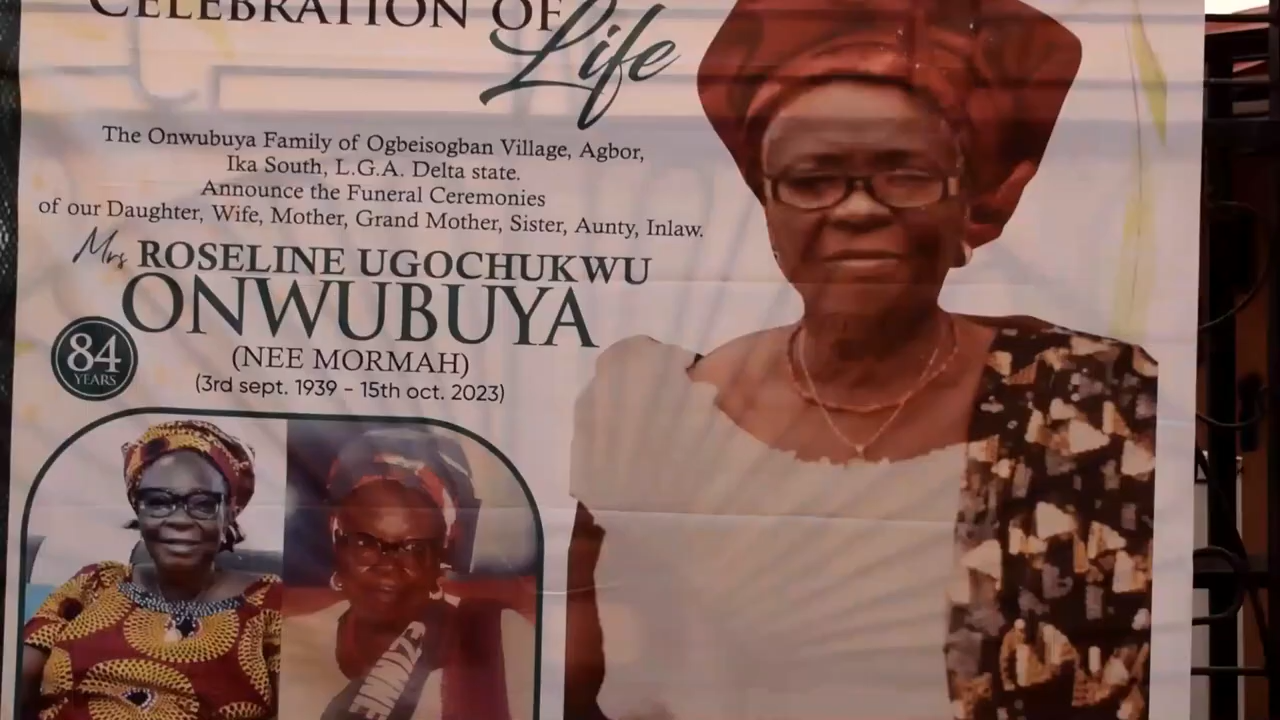 CELEBRATION OF
Life
The Onwubuya Family of Ogbeisogban Village, Agbor,
Ika South, L.G.A. Delta state.
Announce the Funeral Ceremonies
of our Daughter, Wife, Mother, Grand Mother, Sister, Aunty, Inlaw.
Mrs ROSELINE UGOCHUKWU
ONWUBUYA
84
YEARS
(NEE MORMAH)
(3rd sept. 1939 - 15th oct. 2023)
EZINNE